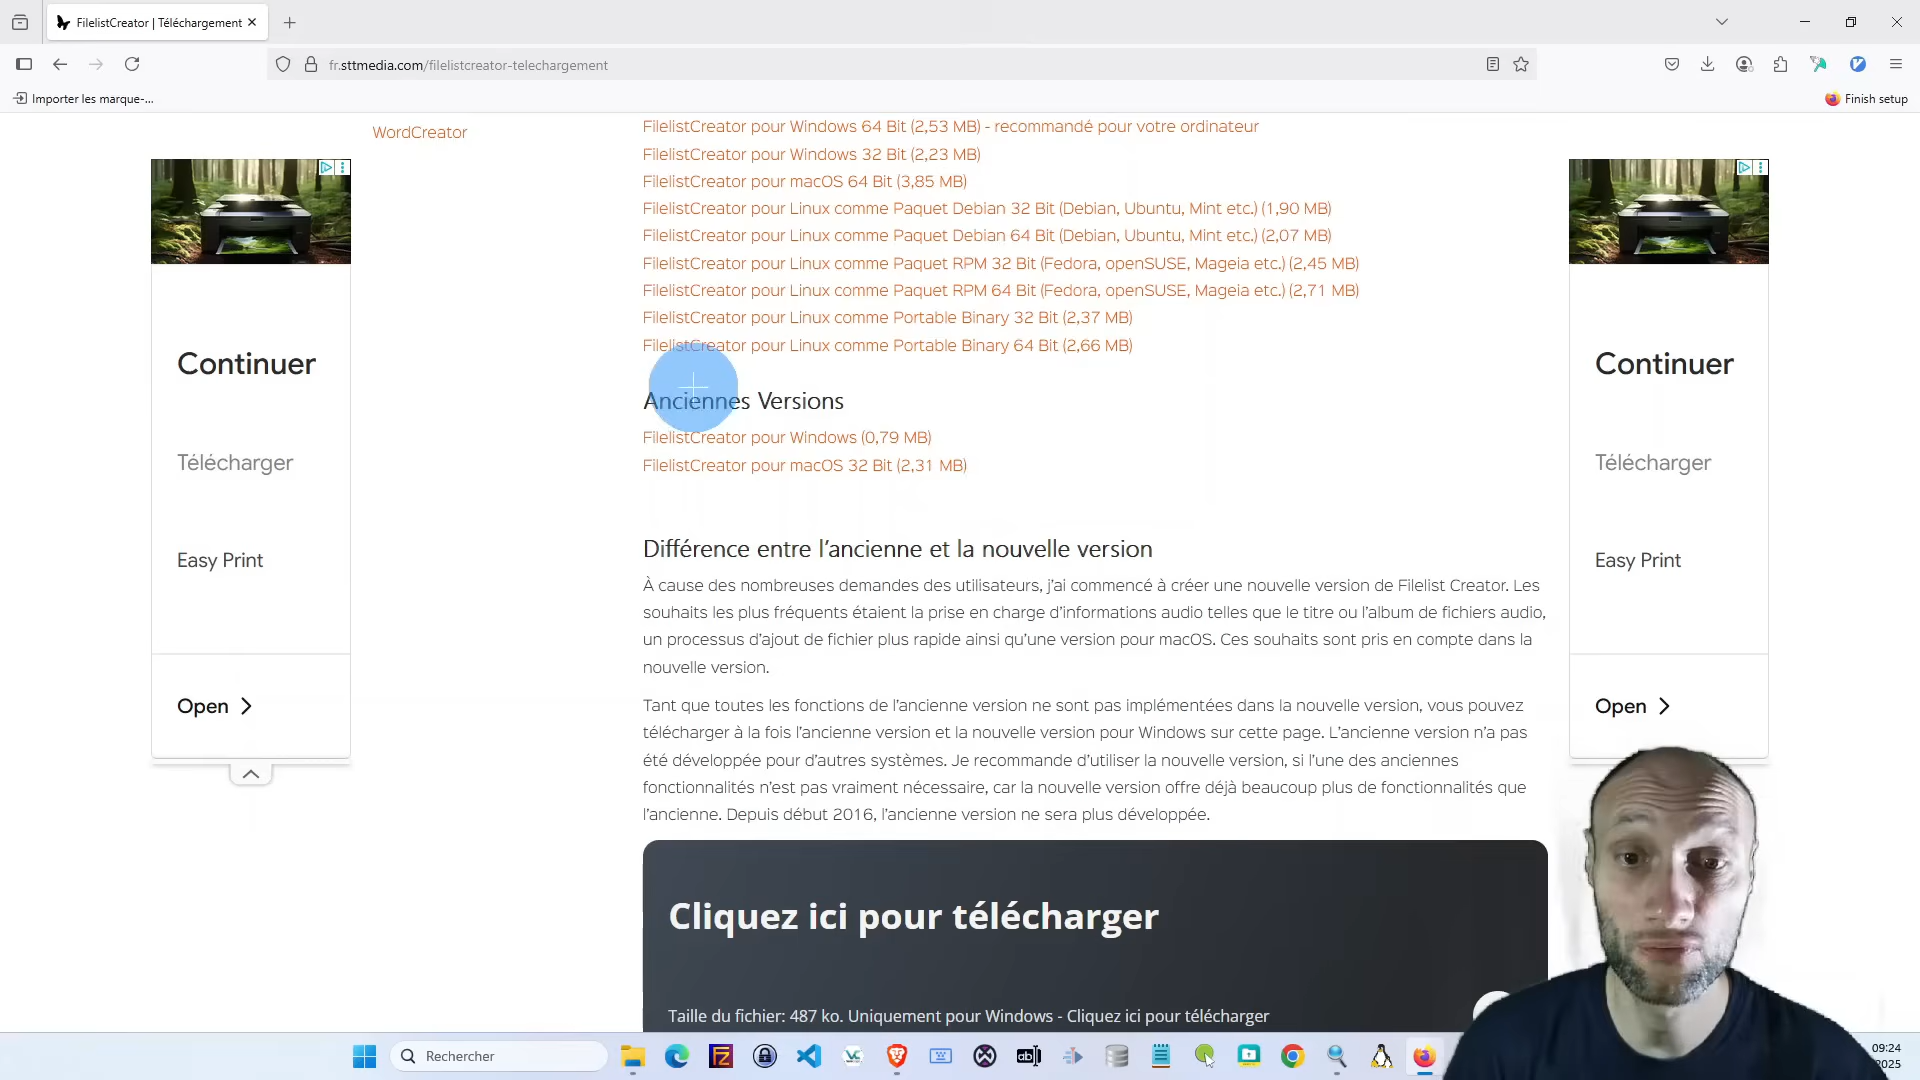 FilelistCreator | Téléchargement
fr.sttmedia.com/filelistcreator-telechargement
Importer les marque-...
Finish setup
WordCreator
FilelistCreator pour Windows 64 Bit (2,53 MB) - recommandé pour votre ordinateur
FilelistCreator pour Windows 32 Bit (2,23 MB)
FilelistCreator pour macOS 64 Bit (3,85 MB)
FilelistCreator pour Linux comme Paquet Debian 32 Bit (Debian, Ubuntu, Mint etc.) (1,90 MB)
FilelistCreator pour Linux comme Paquet Debian 64 Bit (Debian, Ubuntu, Mint etc.) (2,07 MB)
FilelistCreator pour Linux comme Paquet RPM 32 Bit (Fedora, openSUSE, Mageia etc.) (2,45 MB)
FilelistCreator pour Linux comme Paquet RPM 64 Bit (Fedora, openSUSE, Mageia etc.) (2,71 MB)
FilelistCreator pour Linux comme Portable Binary 32 Bit (2,37 MB)
FilelistCreator pour Linux comme Portable Binary 64 Bit (2,66 MB)
Anciennes Versions
FilelistCreator pour Windows (0,79 MB)
FilelistCreator pour macOS 32 Bit (2,31 MB)
Différence entre l'ancienne et la nouvelle version
À cause des nombreuses demandes des utilisateurs, j'ai commencé à créer une nouvelle version de Filelist Creator. Les
souhaits les plus fréquents étaient la prise en charge d'informations audio telles que le titre ou l'album de fichiers audio,
un processus d'ajout de fichier plus rapide ainsi qu'une version pour macOS. Ces souhaits sont pris en compte dans la
nouvelle version.
Tant que toutes les fonctions de l'ancienne version ne sont pas implémentées dans la nouvelle version, vous pouvez
télécharger à la fois l'ancienne version et la nouvelle version pour Windows sur cette page. L'ancienne version n'a pas
été développée pour d'autres systèmes. Je recommande d'utiliser la nouvelle version, si l'une des anciennes
fonctionnalités n'est pas vraiment nécessaire, car la nouvelle version offre déjà beaucoup plus de fonctionnalités que
l'ancienne. Depuis début 2016, l'ancienne version ne sera plus développée.
Cliquez ici pour télécharger
Taille du fichier: 487 ko. Uniquement pour Windows - Cliquez ici pour télécharger
Continuer
Télécharger
Easy Print
Open
Continuer
Télécharger
Easy Print
Open
Rechercher
FZ
VC
ab
09:24
2025